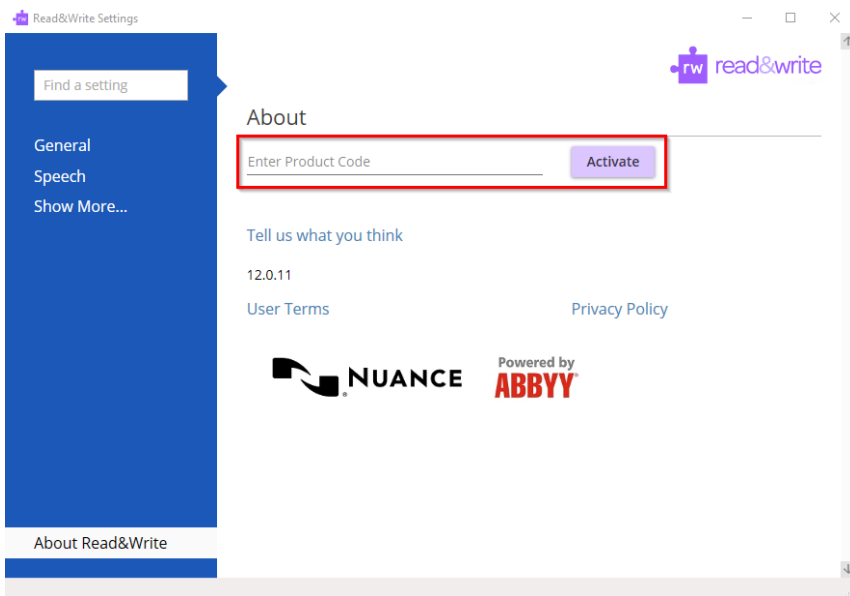 Read&Write Settings
rw read&write
Find a setting
General
Speech
Show More...
About
Enter Product Code
Activate
Tell us what you think
12.0.11
User Terms
Privacy Policy
NUANCE
Powered by
ABBYY
About Read&Write